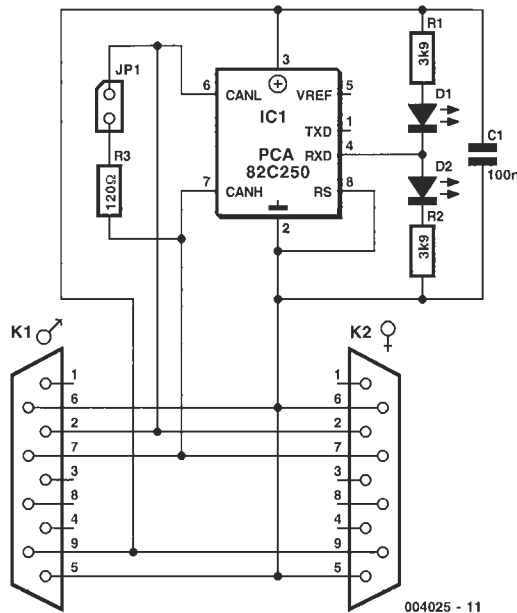 R1
3k9
JP1
3
D1
6
CANL
VREF
5
IC1
TXD
1
C1
R3
120Ω
PCA
82C250
RXD
4
D2
100n
7
CANH
RS
8
2
R2
3k9
K1
K2
1
1
6
6
2
2
7
7
3
3
8
8
4
4
9
9
5
5
004025 - 11